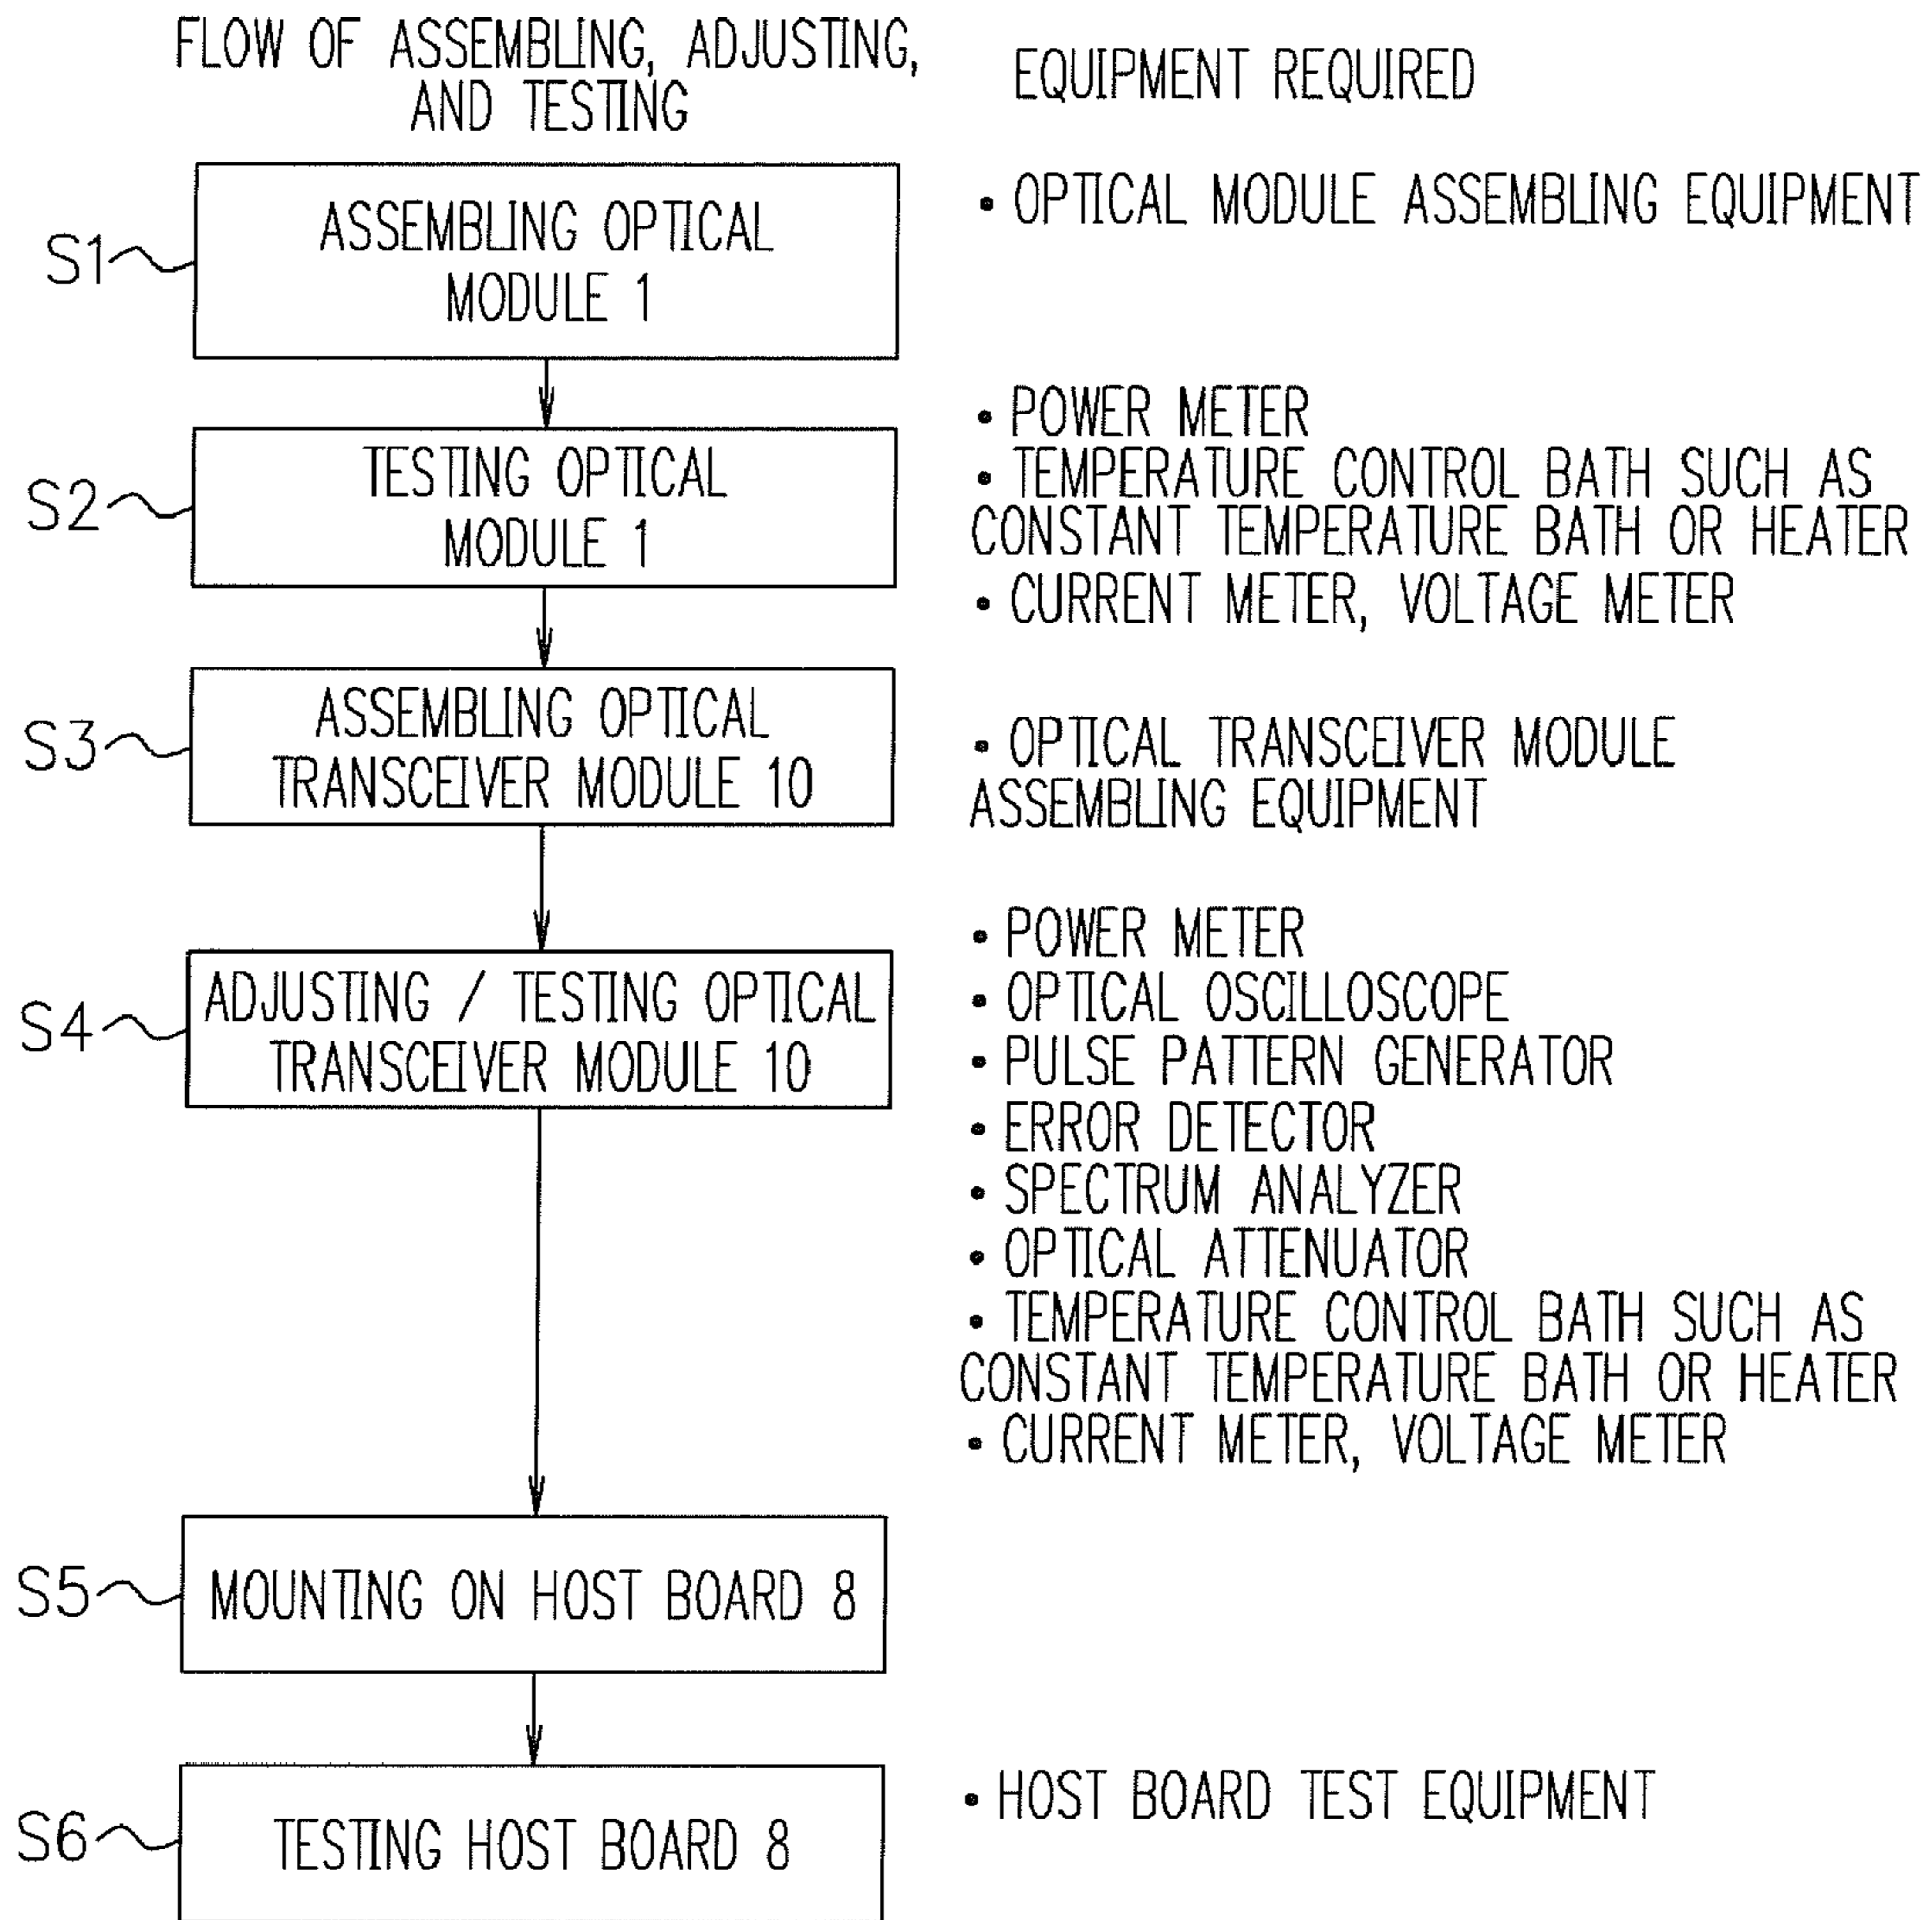 FLOW OF ASSEMBLING, ADJUSTING,
AND TESTING
EQUIPMENT REQUIRED
S1
ASSEMBLING OPTICAL
MODULE 1
• OPTICAL MODULE ASSEMBLING EQUIPMENT
S2
TESTING OPTICAL
MODULE 1
• POWER METER
• TEMPERATURE CONTROL BATH SUCH AS
CONSTANT TEMPERATURE BATH OR HEATER
• CURRENT METER, VOLTAGE METER
S3
ASSEMBLING OPTICAL
TRANSCEIVER MODULE 10
• OPTICAL TRANSCEIVER MODULE
ASSEMBLING EQUIPMENT
S4
ADJUSTING / TESTING OPTICAL
TRANSCEIVER MODULE 10
• POWER METER
• OPTICAL OSCILLOSCOPE
• PULSE PATTERN GENERATOR
• ERROR DETECTOR
• SPECTRUM ANALYZER
• OPTICAL ATTENUATOR
• TEMPERATURE CONTROL BATH SUCH AS
CONSTANT TEMPERATURE BATH OR HEATER
• CURRENT METER, VOLTAGE METER
S5
MOUNTING ON HOST BOARD 8
S6
TESTING HOST BOARD 8
• HOST BOARD TEST EQUIPMENT